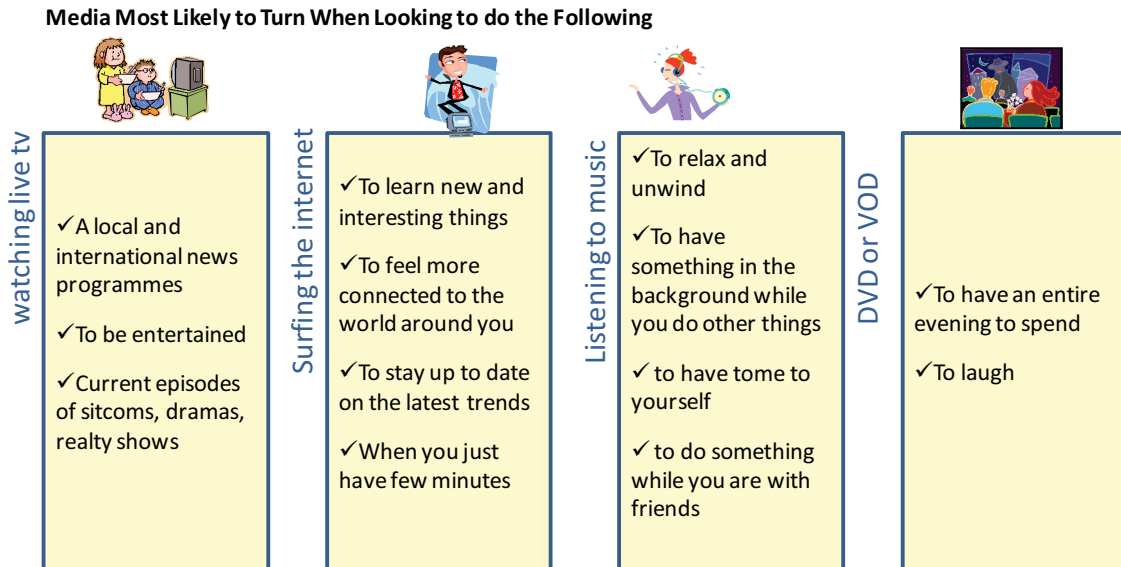 Media Most Likely to Turn When Looking to do the Following
watching live tv
✓A local and
international news
programmes
✓To be entertained
✓Current episodes
of sitcoms, dramas,
realty shows
Surfing the internet
✓To learn new and
interesting things
✓To feel more
connected to the
world around you
✓To stay up to date
on the latest trends
✓When you just
have few minutes
Listening to music
✓To relax and
unwind
✓To have
something in the
background while
you do other things
✓ to have tome to
yourself
✓ to do something
while you are with
friends
DVD or VOD
✓To have an entire
evening to spend
✓To laugh